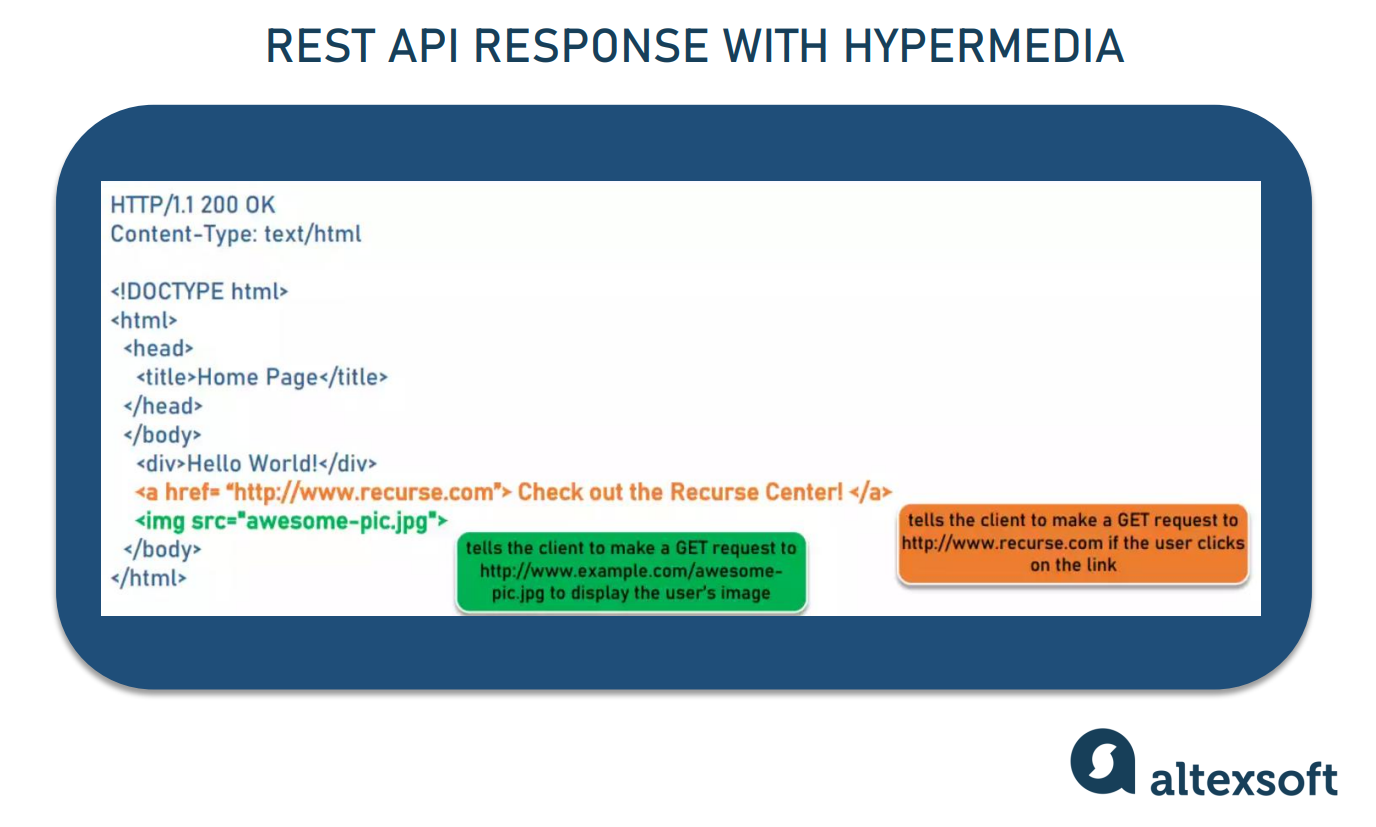 REST API RESPONSE WITH HYPERMEDIA
HTTP/1.1 200 OK
Content-Type: text/html
<!DOCTYPE html>
<html>
<head>
<title>Home Page</title>
</head>
</body>
<div>Hello World!</div>
<a href= “http://www.recurse.com”> Check out the Recurse Center! </a>
<img src="awesome-pic.jpg">
</body>
</html>
tells the client to make a GET request to
http://www.example.com/awesome-
pic.jpg to display the user's image
tells the client to make a GET request to
http://www.recurse.com if the user clicks
on the link
altexsoft